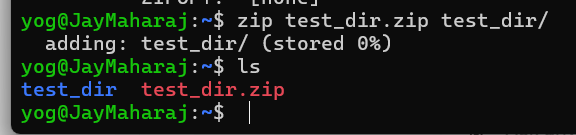 yog@JayMaharaj:~$ zip test_dir.zip test_dir/
adding: test_dir/ (stored 0%)
yog@JayMaharaj:~$ ls
test_dir test_dir.zip
yog@JayMaharaj:~$